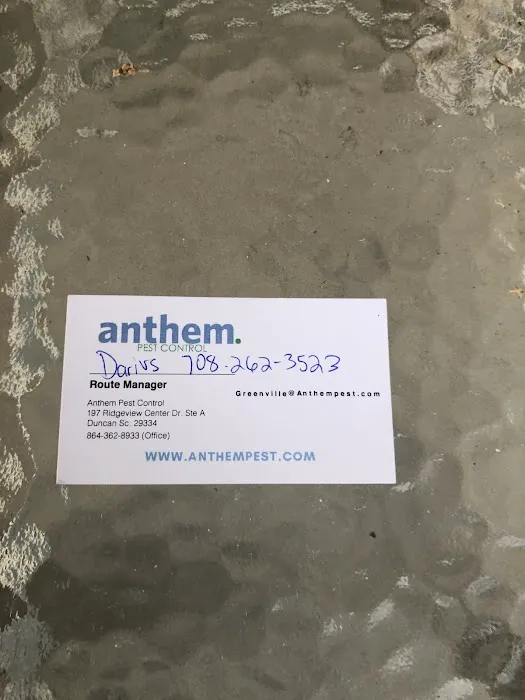 anthem.
PEST CONTROL
Darius 708-262-3523
Route Manager
Greenville@Anthempest.com
Anthem Pest Control
197 Ridgeview Center Dr. Ste A
Duncan Sc. 29334
864-362-8933 (Office)
WWW.ANTHEMPEST.COM